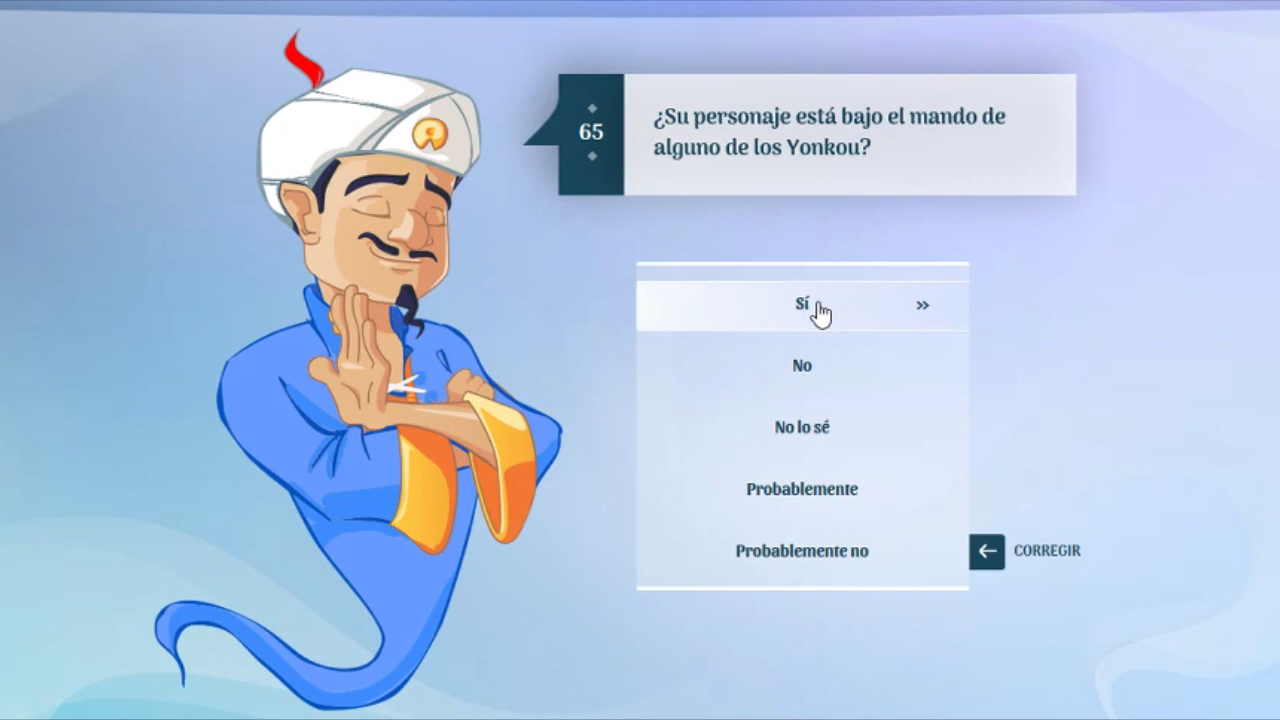 65
¿Su personaje está bajo el mando de
alguno de los Yonkou?
Sí »
No
No lo sé
Probablemente
Probablemente no
CORREGIR